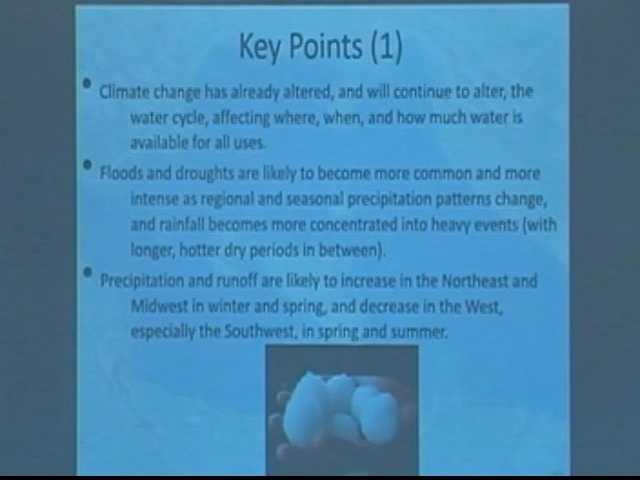 Key Points (1)
• Climate change has already altered, and will continue to alter, the
water cycle, affecting where, when, and how much water is
available for all uses.
• Floods and droughts are likely to become more common and more
intense as regional and seasonal precipitation patterns change,
and rainfall becomes more concentrated into heavy events (with
longer, hotter dry periods in between).
• Precipitation and runoff are likely to increase in the Northeast and
Midwest in winter and spring, and decrease in the West,
especially the Southwest, in spring and summer.